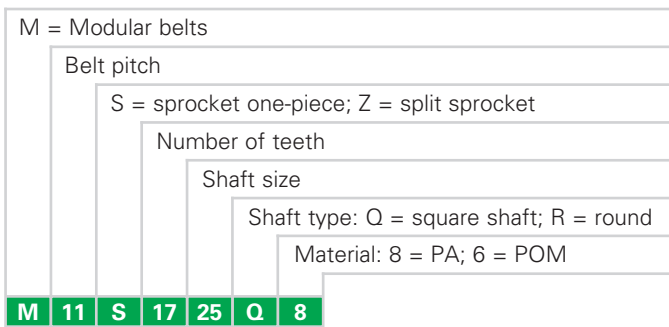 M = Modular belts
Belt pitch
S = sprocket one-piece; Z = split sprocket
Number of teeth
Shaft size
Shaft type: Q = square shaft; R = round
Material: 8 = PA; 6 = POM
M 11 S 17 25 Q 8